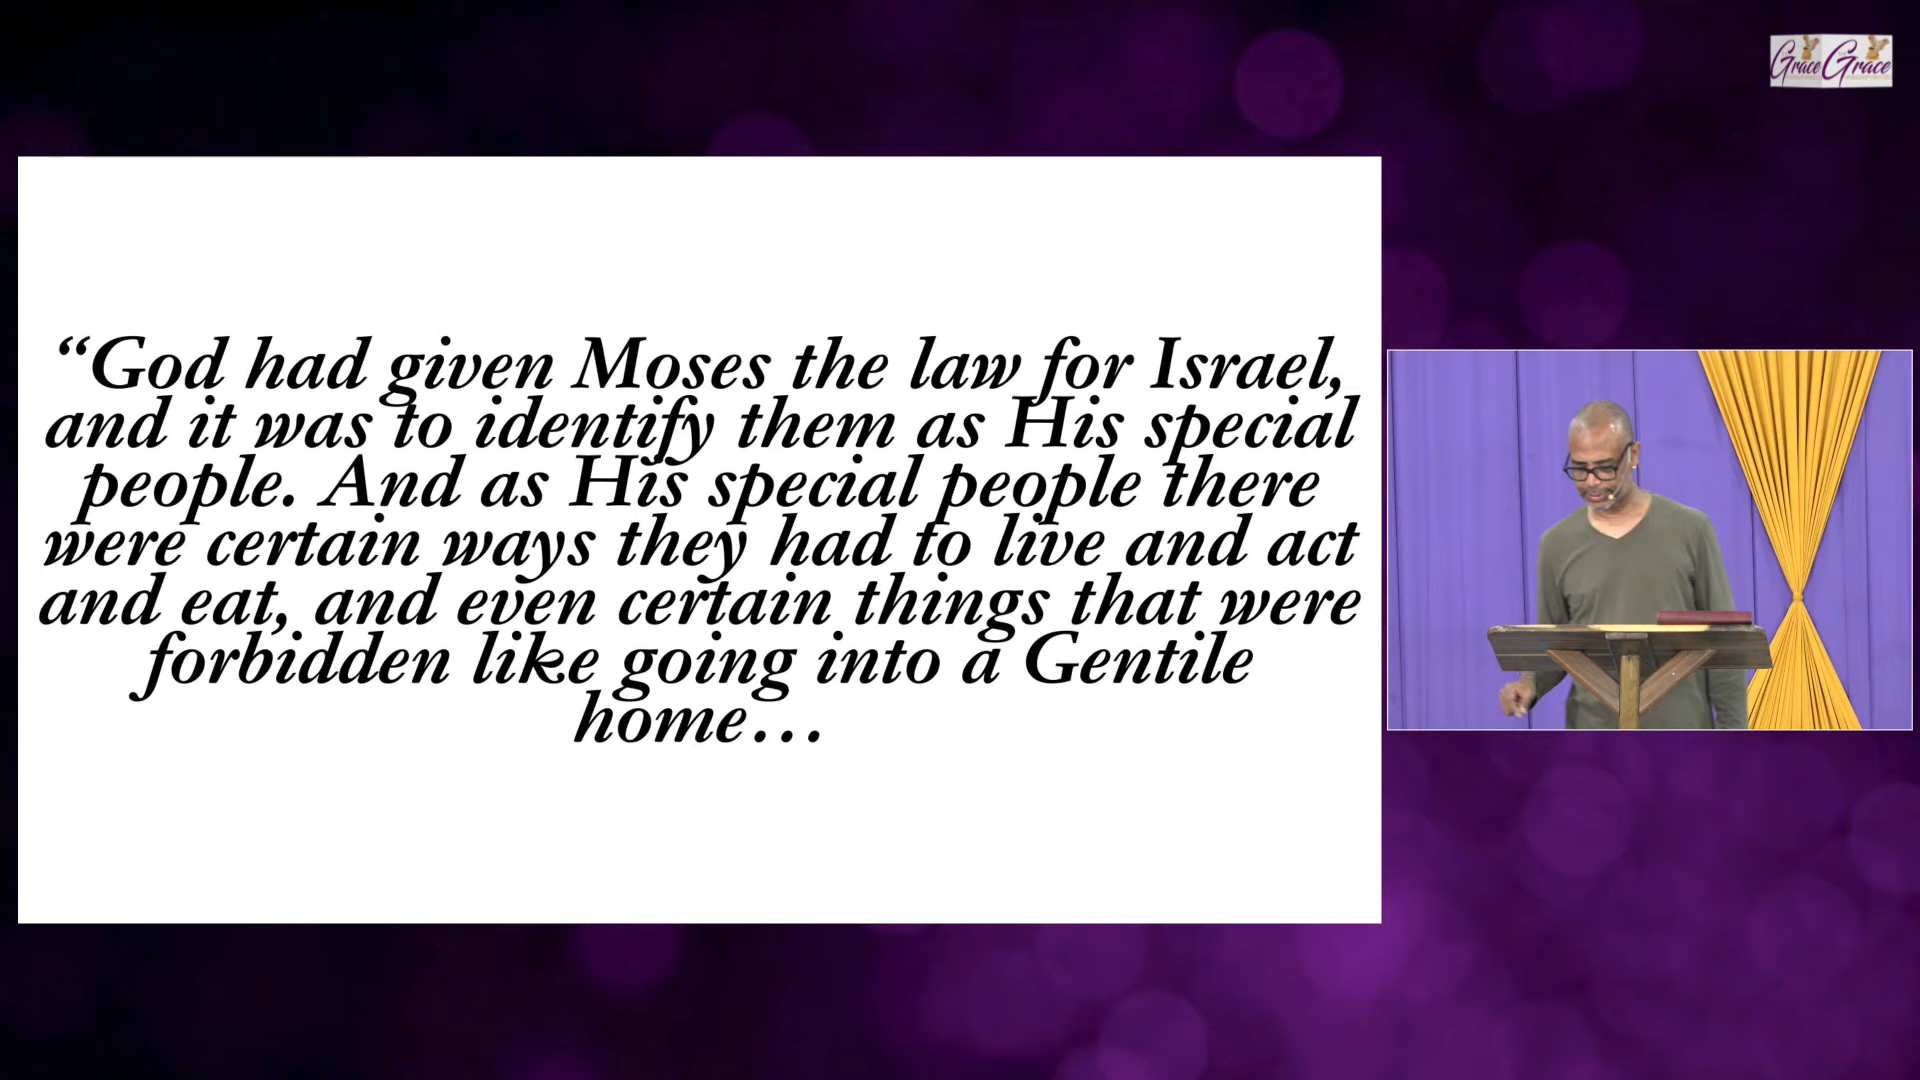 Grace Grace
“God had given Moses the law for Israel,
and it was to identify them as His special
people. And as His special people there
were certain ways they had to live and act
and eat, and even certain things that were
forbidden like going into a Gentile
home…